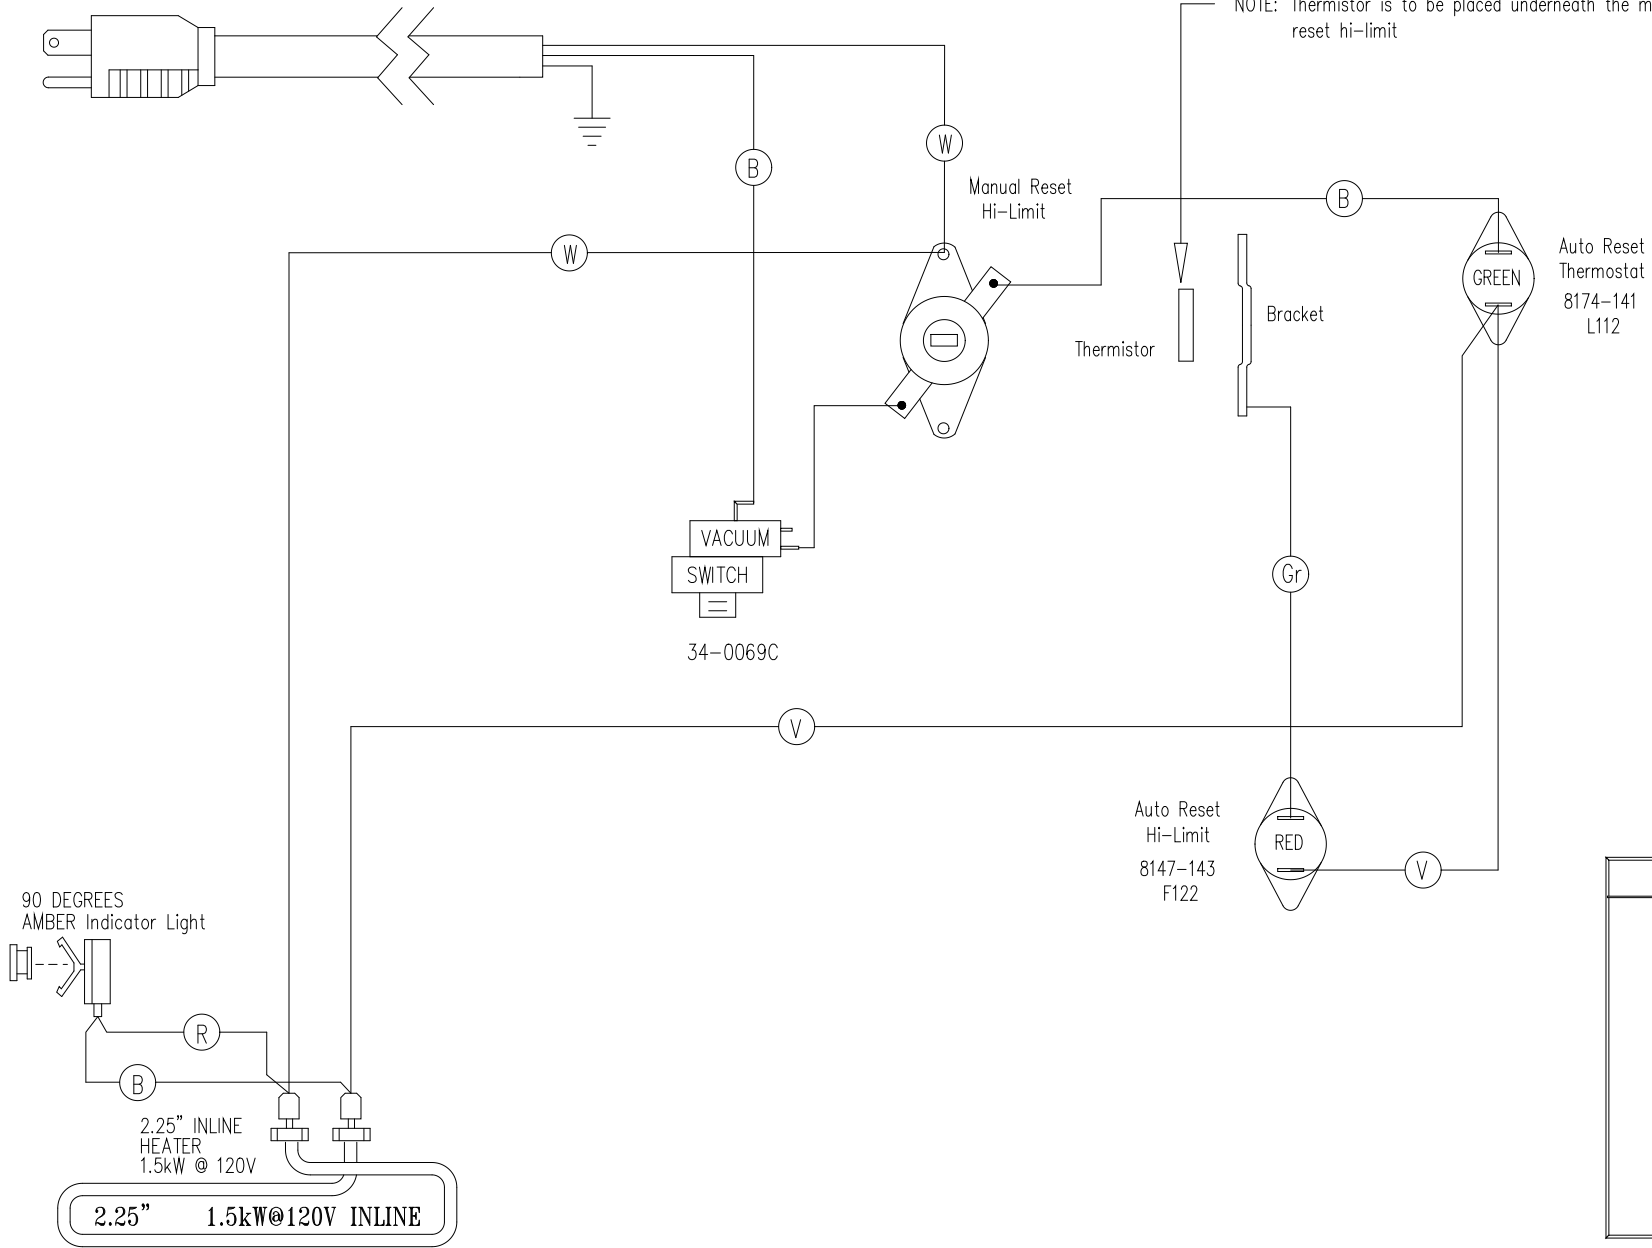 NOTE: Thermistor is to be placed underneath the
reset hi-limit
W
B
Manual Reset
Hi-Limit
B
W
GREEN
Auto Reset
Thermostat
8174-141
L112
Bracket
Thermistor
VACUUM
SWITCH
34-0069C
Gr
V
Auto Reset
Hi-Limit
8147-143
F122
RED
V
90 DEGREES
AMBER Indicator Light
R
B
2.25" INLINE
HEATER
1.5kW @ 120V
2.25" 1.5kW@120V INLINE